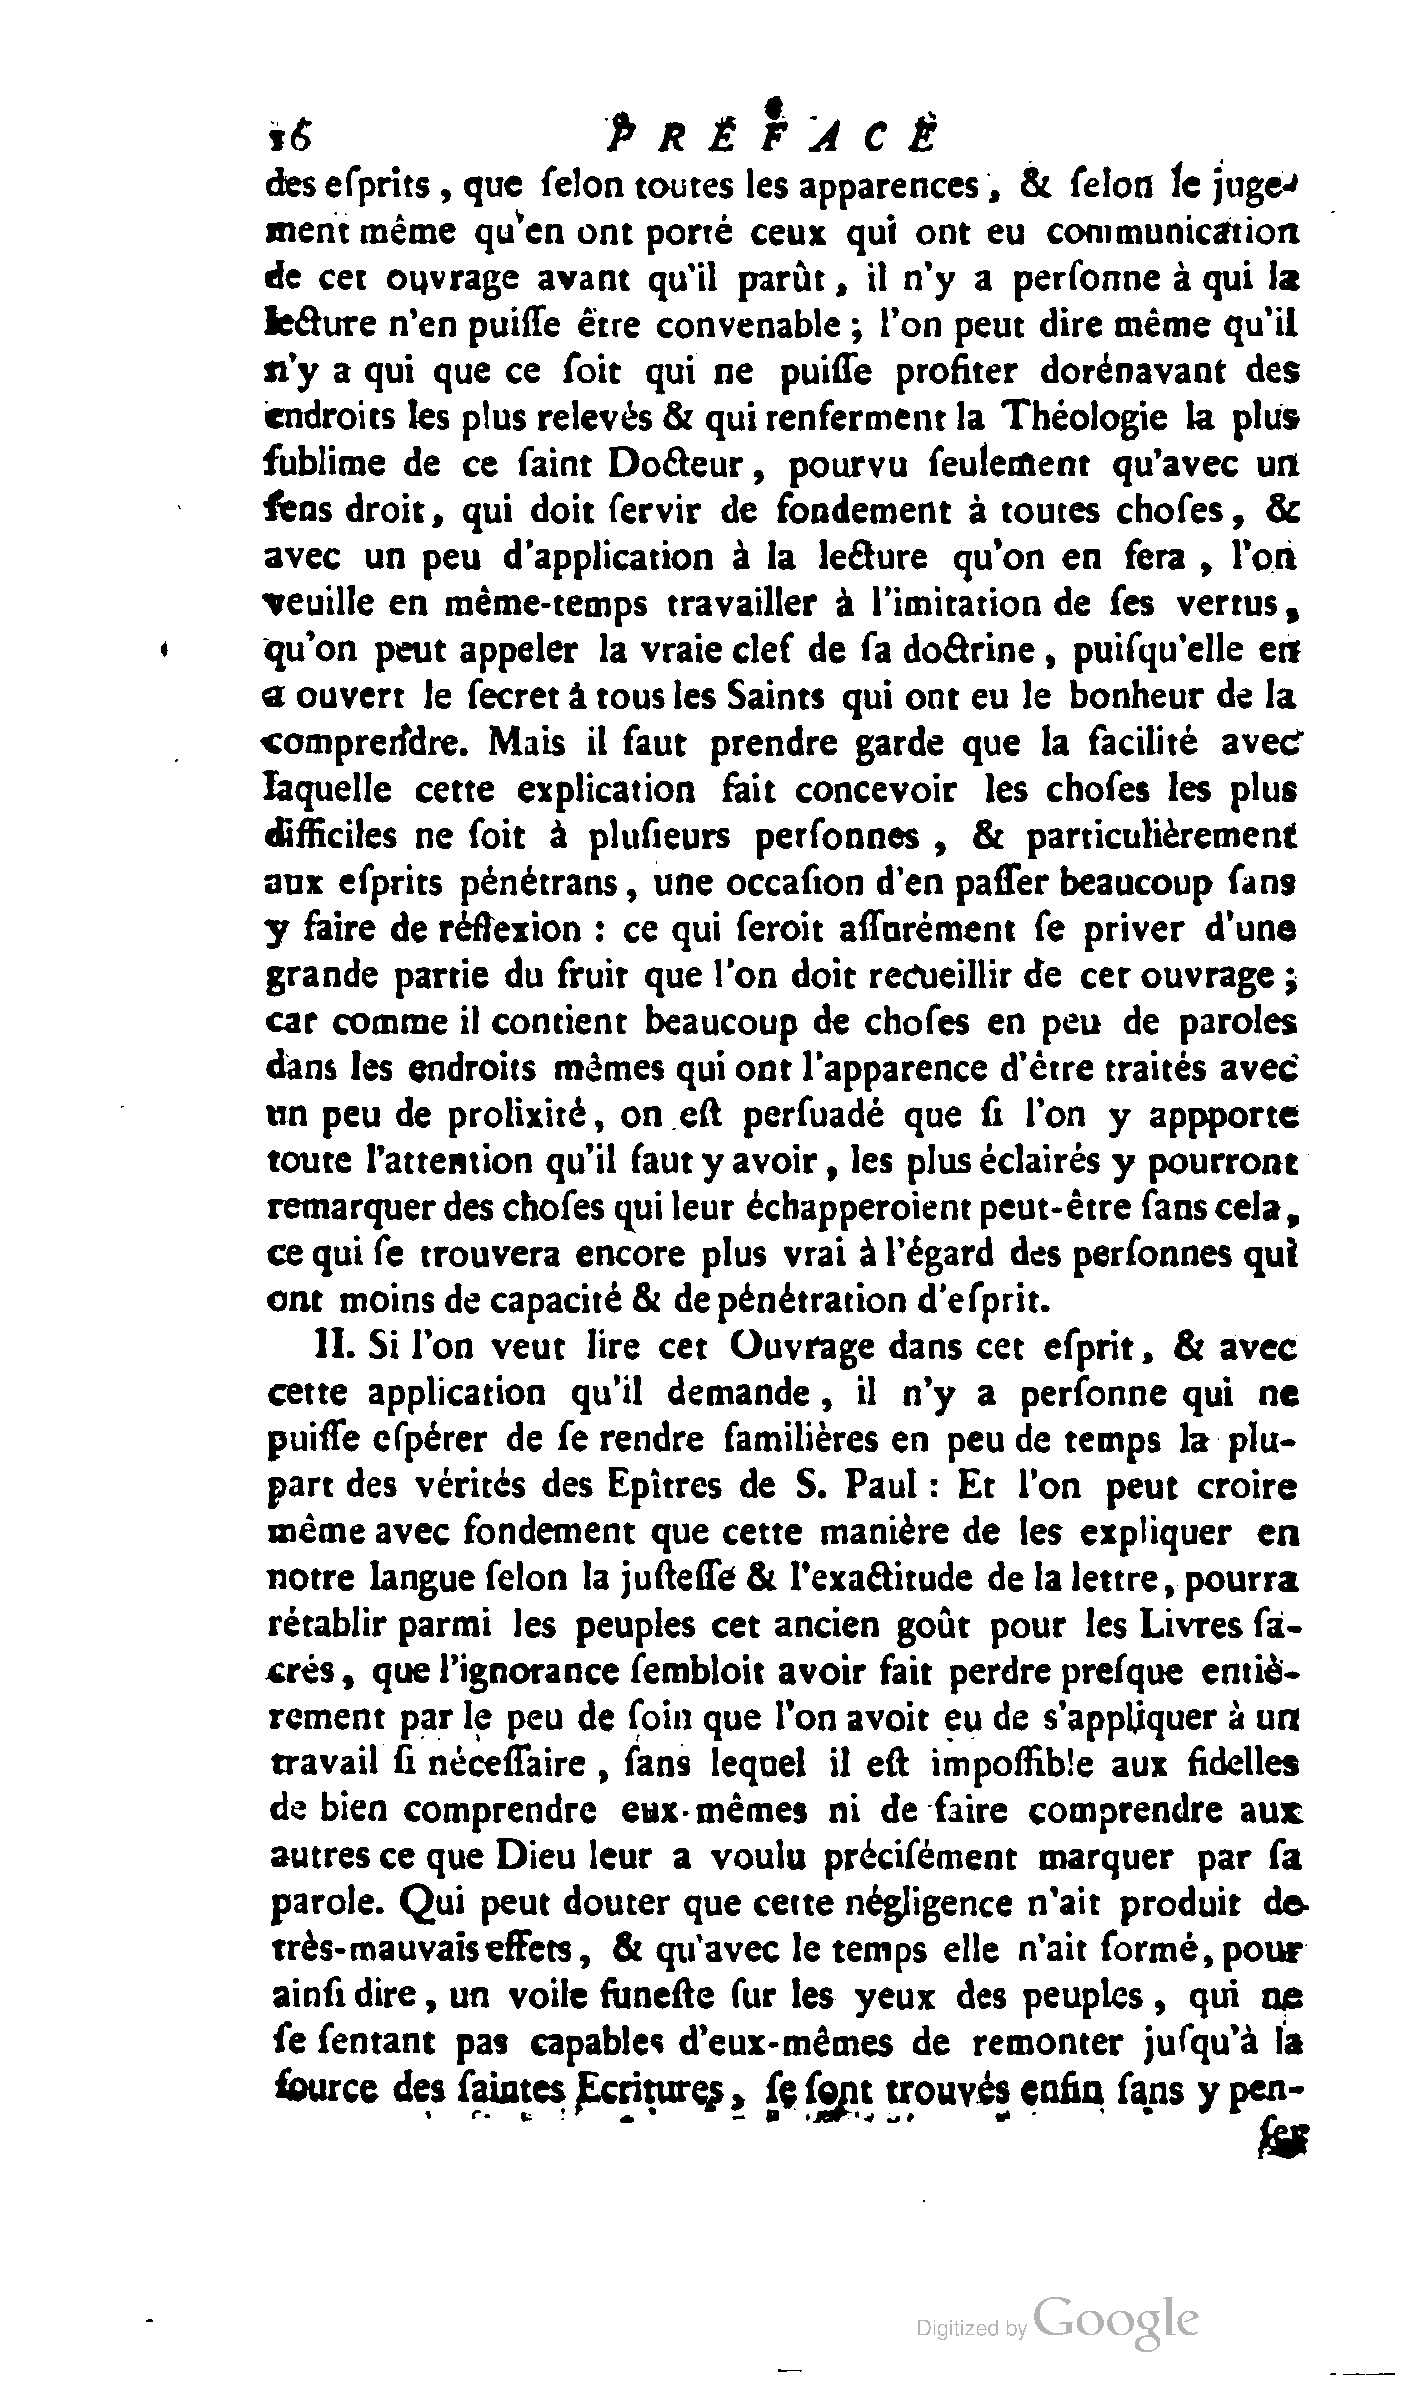 16 PRÉFACE
des eſprits, que ſelon toutes les apparences, & ſelon le juge-
ment même qu'en ont porté ceux qui ont eu communication
de cet ouvrage avant qu'il parût, il n'y a perſonne à qui la
lecture n'en puiſſe être convenable; l'on peut dire même qu'il
n'y a qui que ce ſoit qui ne puiſſe profiter dorénavant des
endroits les plus relevés & qui renferment la Théologie la plus
ſublime de ce ſaint Docteur, pourvu ſeulement qu'avec un
ſens droit, qui doit ſervir de fondement à toutes choſes, &
avec un peu d'application à la lecture qu'on en fera, l'on
veuille en même-temps travailler à l'imitation de ſes vertus,
qu'on peut appeler la vraie clef de ſa doctrine, puiſqu'elle en
a ouvert le ſecret à tous les Saints qui ont eu le bonheur de la
comprendre. Mais il faut prendre garde que la facilité avec
laquelle cette explication fait concevoir les choſes les plus
difficiles ne ſoit à pluſieurs perſonnes, & particulièrement
aux eſprits pénétrans, une occaſion d'en paſſer beaucoup ſans
y faire de réflexion : ce qui ſeroit aſſurément ſe priver d'une
grande partie du fruit que l'on doit recueillir de cet ouvrage;
car comme il contient beaucoup de choſes en peu de paroles
dans les endroits mêmes qui ont l'apparence d'être traités avec
un peu de prolixité, on eſt perſuadé que ſi l'on y appporte
toute l'attention qu'il faut y avoir, les plus éclairés y pourront
remarquer des choſes qui leur échapperoient peut-être ſans cela,
ce qui ſe trouvera encore plus vrai à l'égard des perſonnes qui
ont moins de capacité & de pénétration d'eſprit.
II. Si l'on veut lire cet Ouvrage dans cet eſprit, & avec
cette application qu'il demande, il n'y a perſonne qui ne
puiſſe eſpérer de ſe rendre familières en peu de temps la plu-
part des vérités des Epîtres de S. Paul : Et l'on peut croire
même avec fondement que cette manière de les expliquer en
notre langue ſelon la juſteſſe & l'exactitude de la lettre, pourra
rétablir parmi les peuples cet ancien goût pour les Livres ſa-
crés, que l'ignorance ſembloit avoir fait perdre preſque entiè-
rement par le peu de ſoin que l'on avoit eu de s'appliquer à un
travail ſi néceſſaire, ſans lequel il eſt impoſſible aux fidelles
de bien comprendre eux-mêmes ni de faire comprendre aux
autres ce que Dieu leur a voulu préciſément marquer par ſa
parole. Qui peut douter que cette négligence n'ait produit de
très-mauvais effets, & qu'avec le temps elle n'ait formé, pour
ainſi dire, un voile funeſte ſur les yeux des peuples, qui ne
ſe ſentant pas capables d'eux-mêmes de remonter juſqu'à la
ſource des ſaintes Ecritures, ſe ſont trouvés enfin ſans y pen-
ſer
Digitized by Google